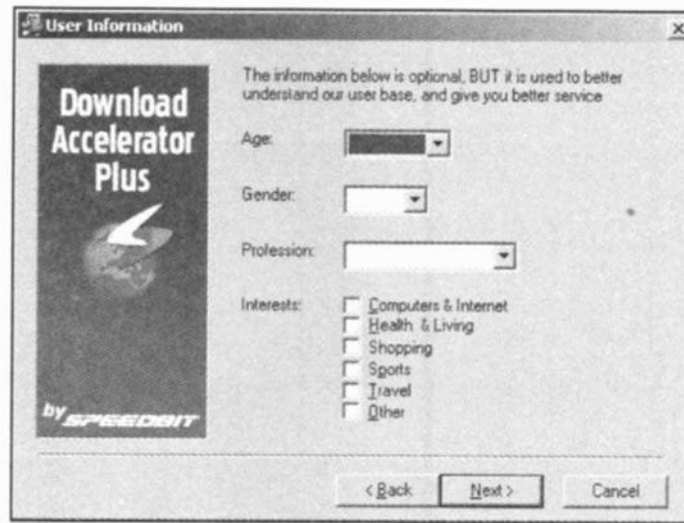 User Information
Download
Accelerator
Plus
by SPEEDBIT
The information below is optional, BUT it is used to better
understand our user base, and give you better service
Age:
Gender:
Profession:
Interests:
Computers & Internet
Health & Living
Shopping
Sports
Travel
Other
< Back
Next >
Cancel